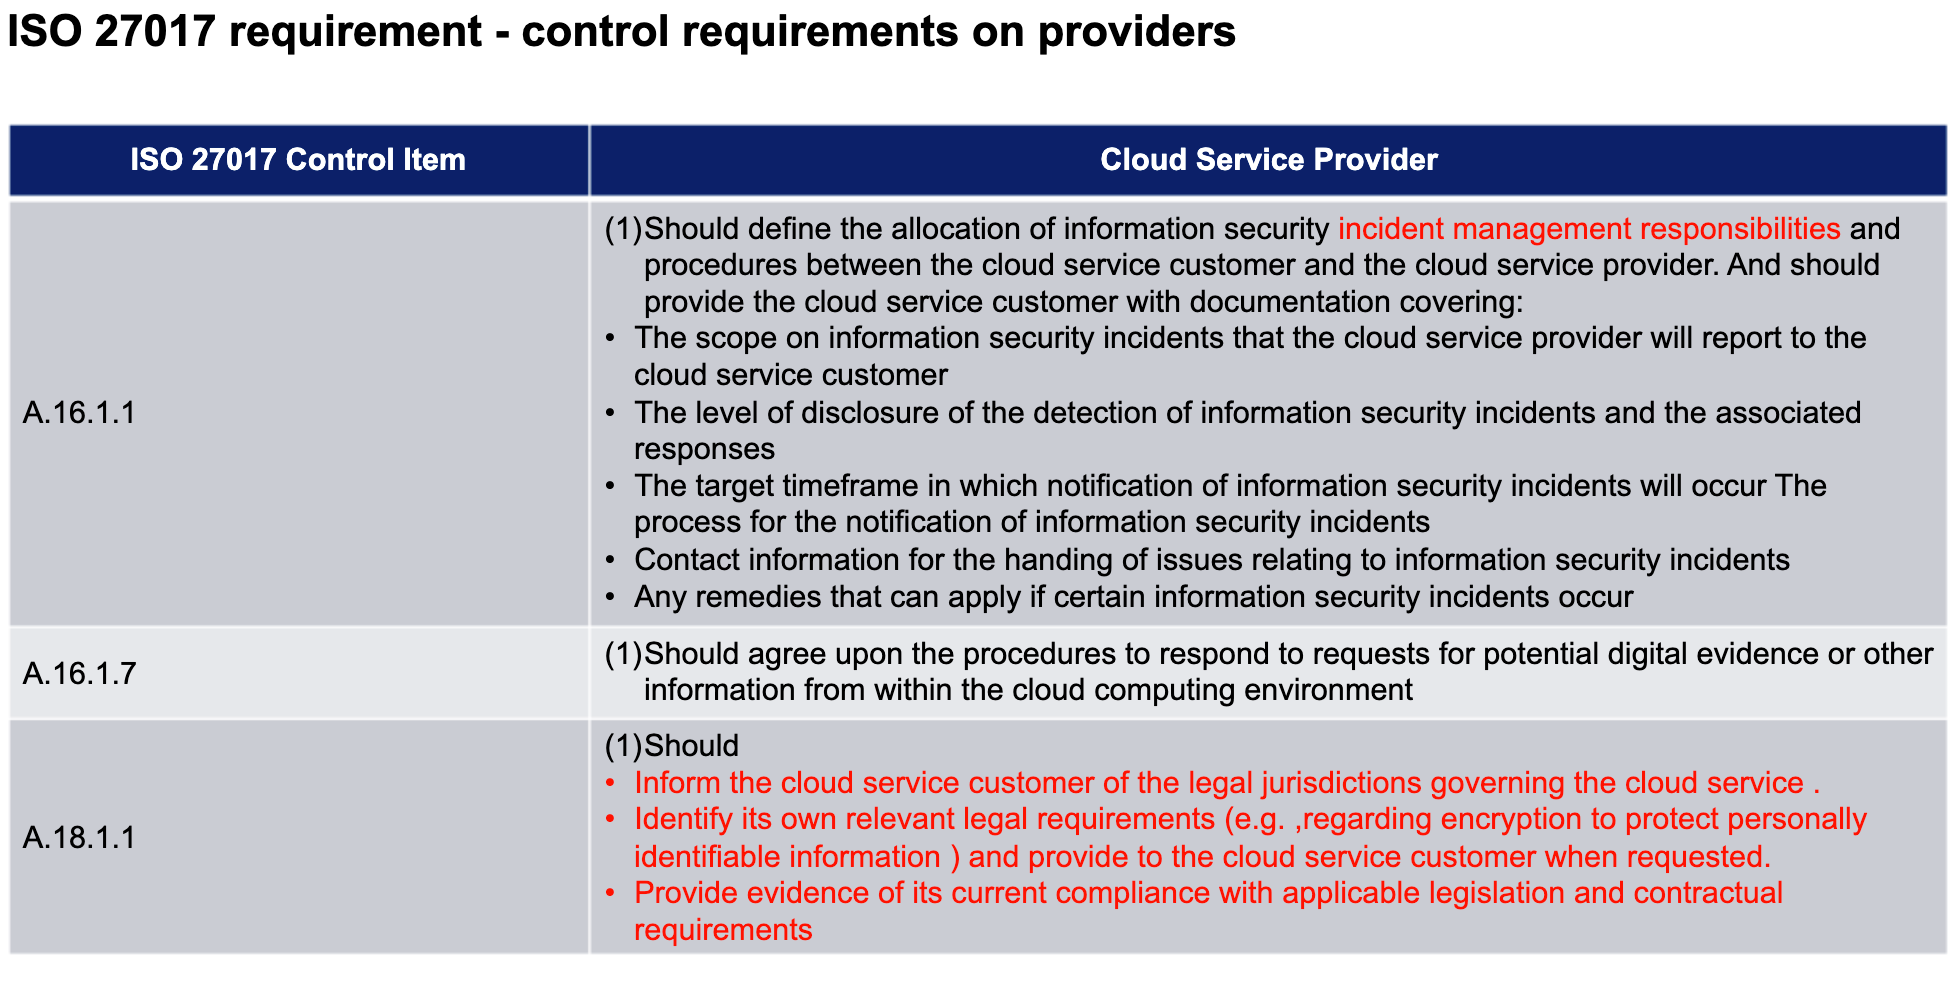 ISO 27017 requirement - control requirements on providers
ISO 27017 Control Item
Cloud Service Provider
A.16.1.1
(1)Should define the allocation of information security incident management responsibilities and
procedures between the cloud service customer and the cloud service provider. And should
provide the cloud service customer with documentation covering:
• The scope on information security incidents that the cloud service provider will report to the
cloud service customer
• The level of disclosure of the detection of information security incidents and the associated
responses
• The target timeframe in which notification of information security incidents will occur The
process for the notification of information security incidents
• Contact information for the handing of issues relating to information security incidents
• Any remedies that can apply if certain information security incidents occur
A.16.1.7
(1)Should agree upon the procedures to respond to requests for potential digital evidence or other
information from within the cloud computing environment
A.18.1.1
(1)Should
• Inform the cloud service customer of the legal jurisdictions governing the cloud service .
• Identify its own relevant legal requirements (e.g. ,regarding encryption to protect personally
identifiable information ) and provide to the cloud service customer when requested.
• Provide evidence of its current compliance with applicable legislation and contractual
requirements